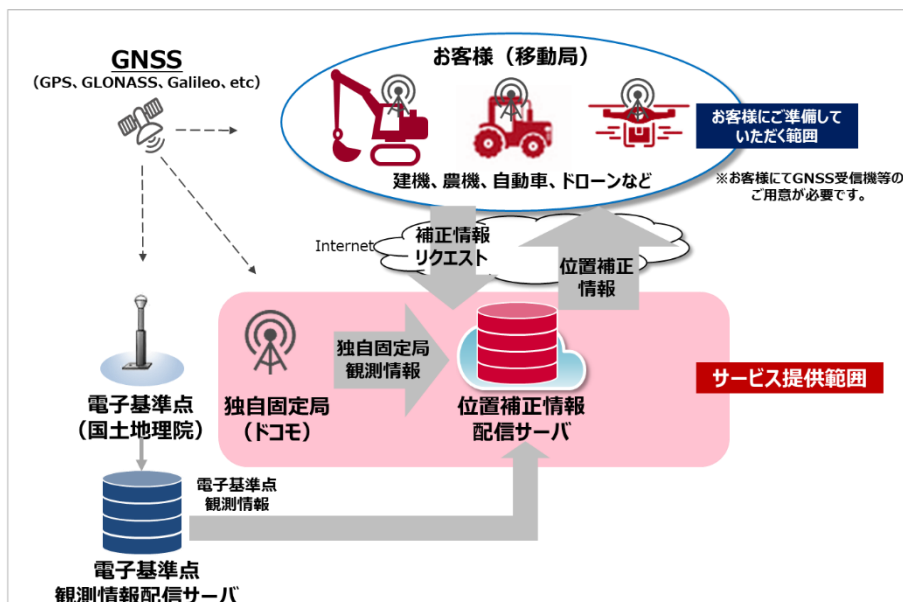 GNSS
（GPS、GLONASS、Galileo、etc）
お客様（移動局）
お客様にご準備して
いただく範囲
建機、農機、自動車、ドローンなど
※お客様にてGNSS受信機等の
ご用意が必要です。
Internet
補正情報
リクエスト
位置補正
情報
独自固定局
観測情報
サービス提供範囲
電子基準点
（国土地理院）
独自固定局
（ドコモ）
位置補正情報
配信サーバ
電子基準点
観測情報
電子基準点
観測情報配信サーバ